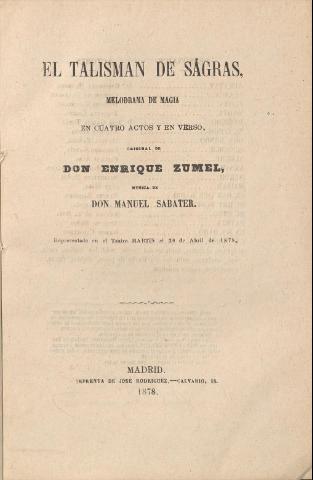 EL TALISMAN DE SÁGRAS,
MELODRAMA DE MAGIA
EN CUATRO ACTOS Y EN VERSO,
ORIGINAL DE
DON ENRIQUE ZUMEL,
MÚSICA DE
DON MANUEL SABATER.
Representado en el Teatro MARTIN el de Abril de 1878.
MADRID.
IMPRENTA DE JOSÉ RODRIGUEZ.—CALVARIO, 18.
1878.